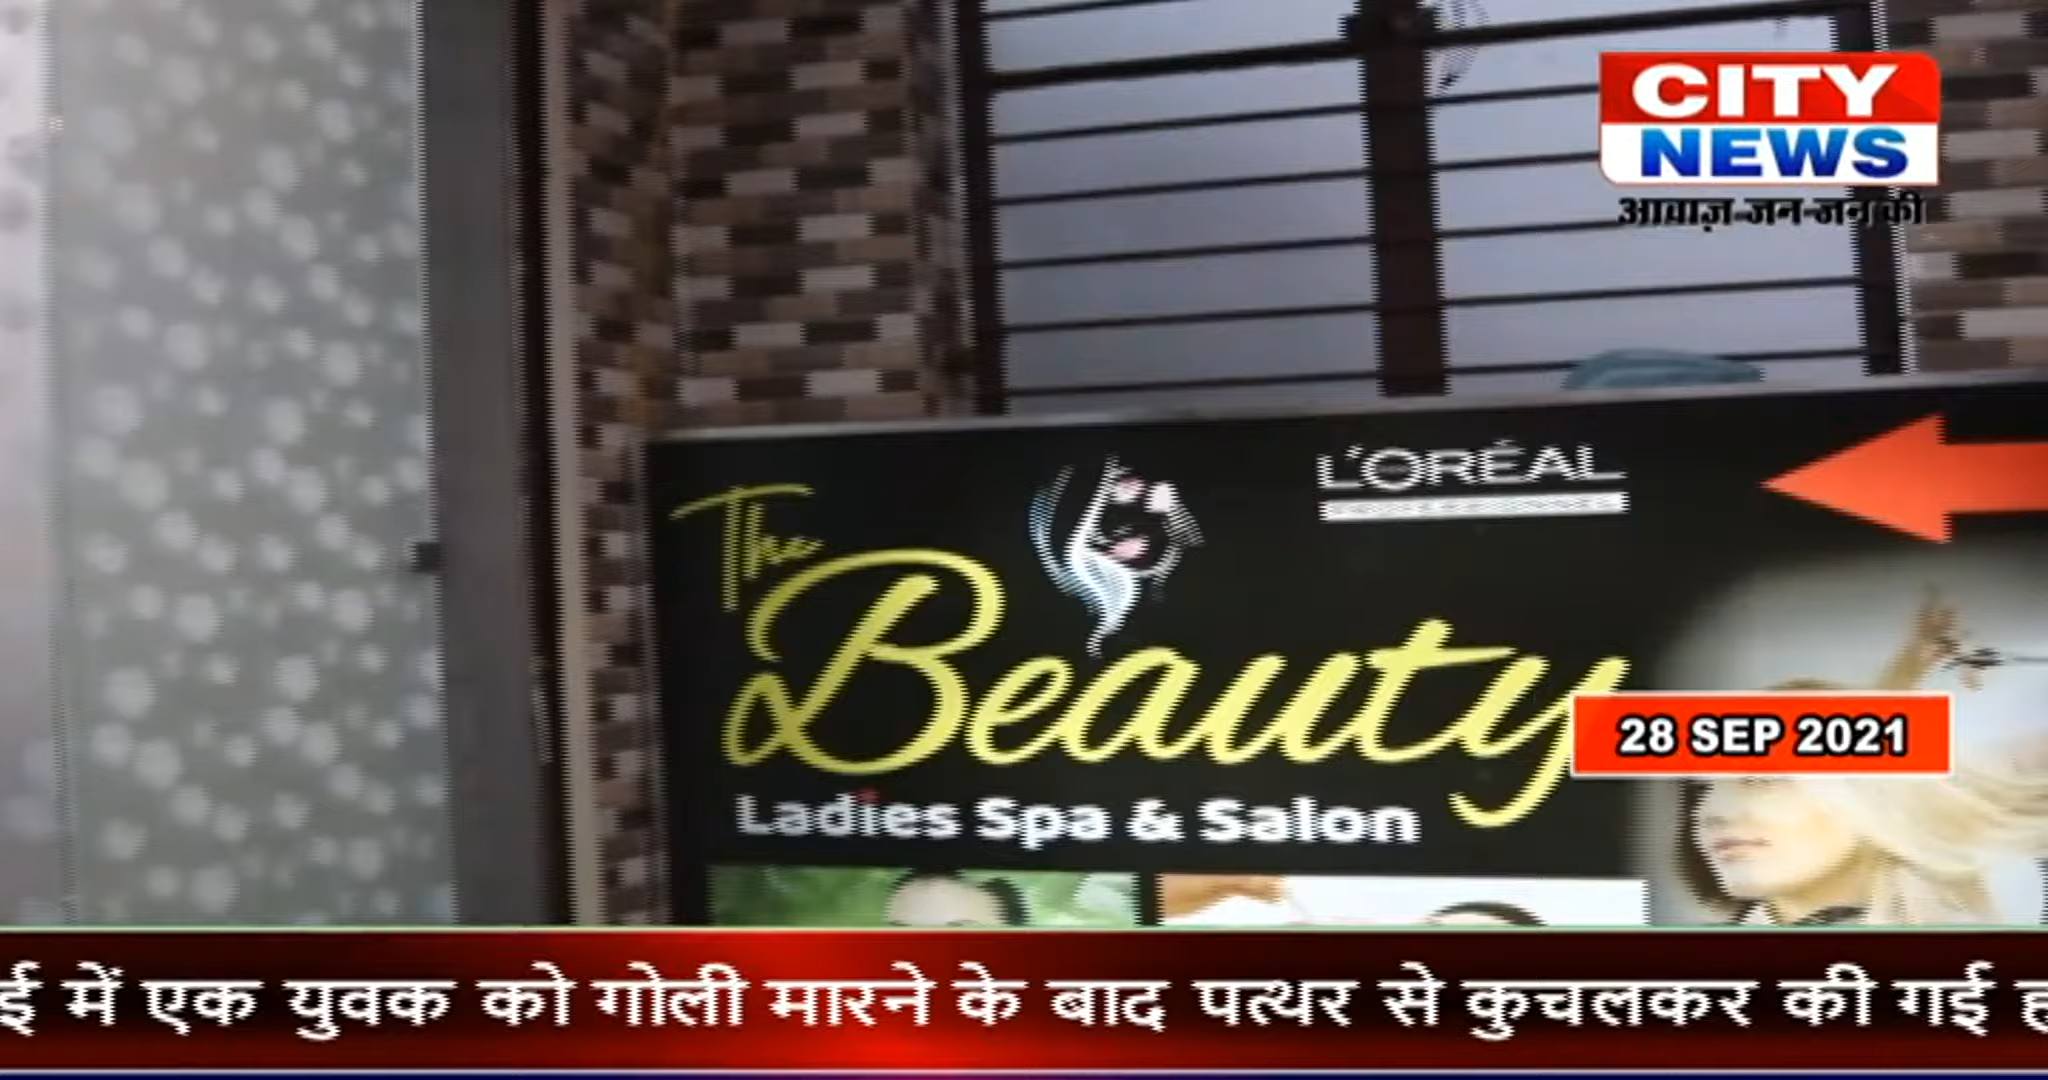 CITY
NEWS
आवाज़ जन-जन की
L'ORÉAL
The
Beauty
28 SEP 2021
Ladies Spa & Salon
में एक युवक को गोली मारने के बाद पत्थर से कुचलकर की गई